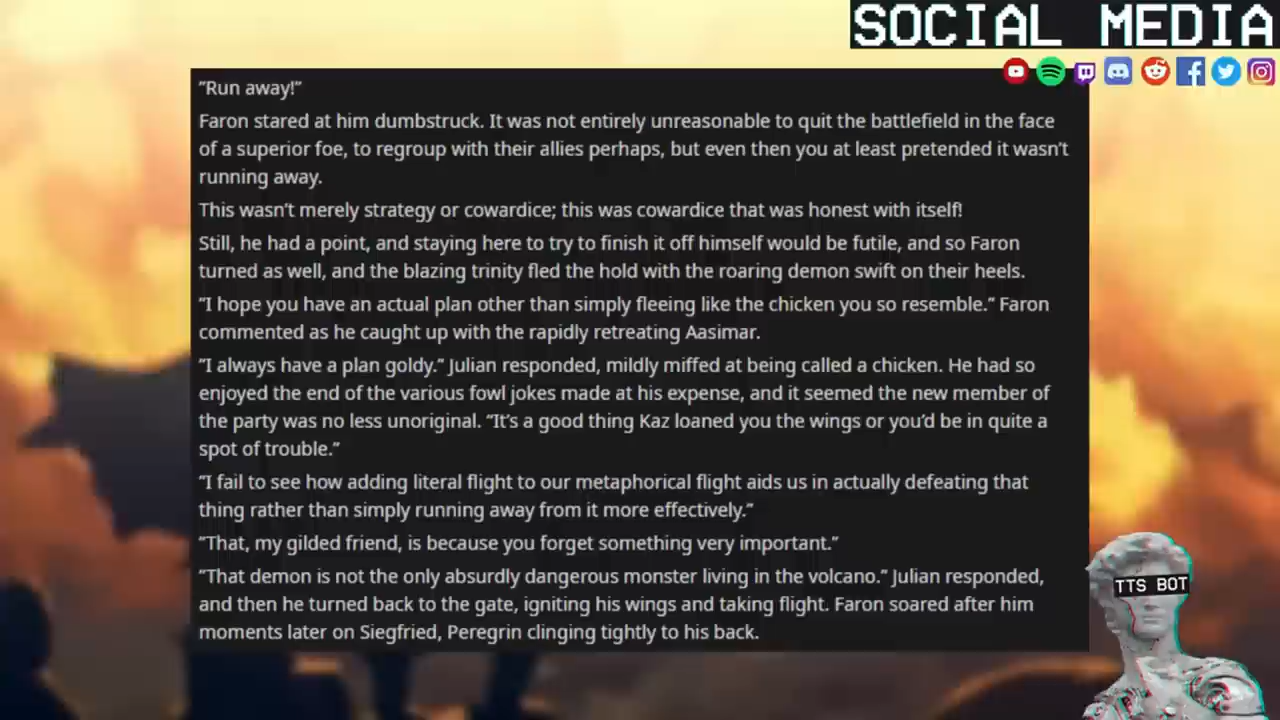 SOCIAL MEDIA
“Run away!”
Faron stared at him dumbstruck. It was not entirely unreasonable to quit the battlefield in the face
of a superior foe, to regroup with their allies perhaps, but even then you at least pretended it wasn’t
running away.
This wasn’t merely strategy or cowardice; this was cowardice that was honest with itself!
Still, he had a point, and staying here to try to finish it off himself would be futile, and so Faron
turned as well, and the blazing trinity fled the hold with the roaring demon swift on their heels.
“I hope you have an actual plan other than simply fleeing like the chicken you so resemble.” Faron
commented as he caught up with the rapidly retreating Aasimar.
“I always have a plan goldy.” Julian responded, mildly miffed at being called a chicken. He had so
enjoyed the end of the various fowl jokes made at his expense, and it seemed the new member of
the party was no less unoriginal. “It’s a good thing Kaz loaned you the wings or you’d be in quite a
spot of trouble.”
“I fail to see how adding literal flight to our metaphorical flight aids us in actually defeating that
thing rather than simply running away from it more effectively.”
“That, my gilded friend, is because you forget something very important.”
“That demon is not the only absurdly dangerous monster living in the volcano.” Julian responded,
and then he turned back to the gate, igniting his wings and taking flight. Faron soared after him
moments later on Siegfried, Peregrin clinging tightly to his back.
TTS BOT